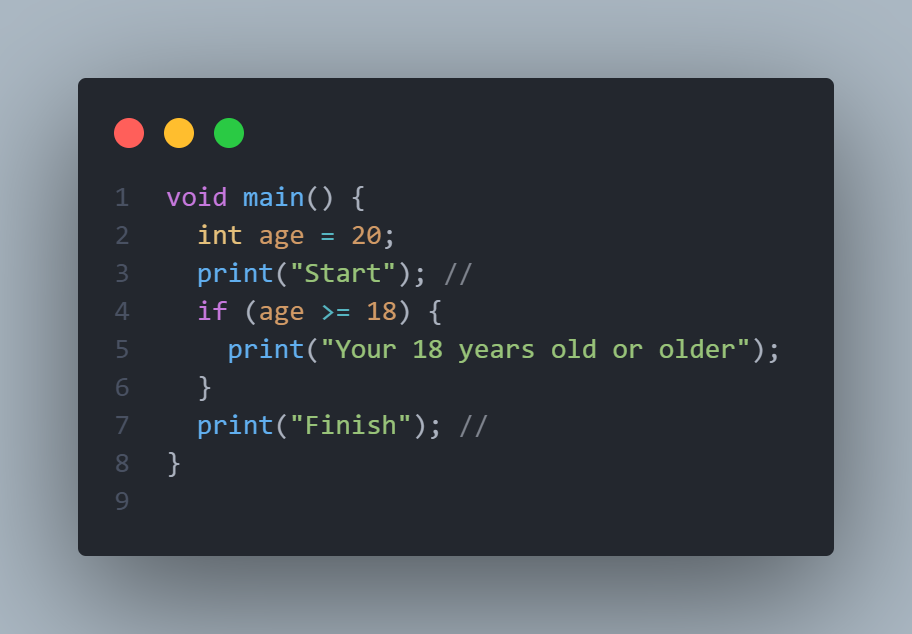 1 void main() {
2   int age = 20;
3   print("Start"); //
4   if (age >= 18) {
5     print("Your 18 years old or older");
6   }
7   print("Finish"); //
8 }
9